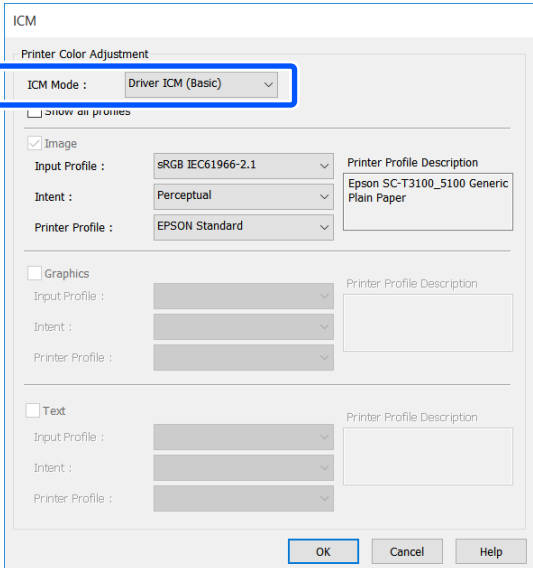 ICM
Printer Color Adjustment
ICM Mode : Driver ICM (Basic)
Show all profiles
Image
Input Profile : sRGB IEC61966-2.1
Intent : Perceptual
Printer Profile : EPSON Standard
Printer Profile Description
Epson SC-T3100_5100 Generic
Plain Paper
Graphics
Input Profile :
Intent :
Printer Profile :
Printer Profile Description
Text
Input Profile :
Intent :
Printer Profile :
Printer Profile Description
OK Cancel Help